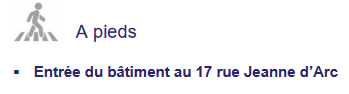 A pieds
▪ Entrée du bâtiment au 17 rue Jeanne d’Arc